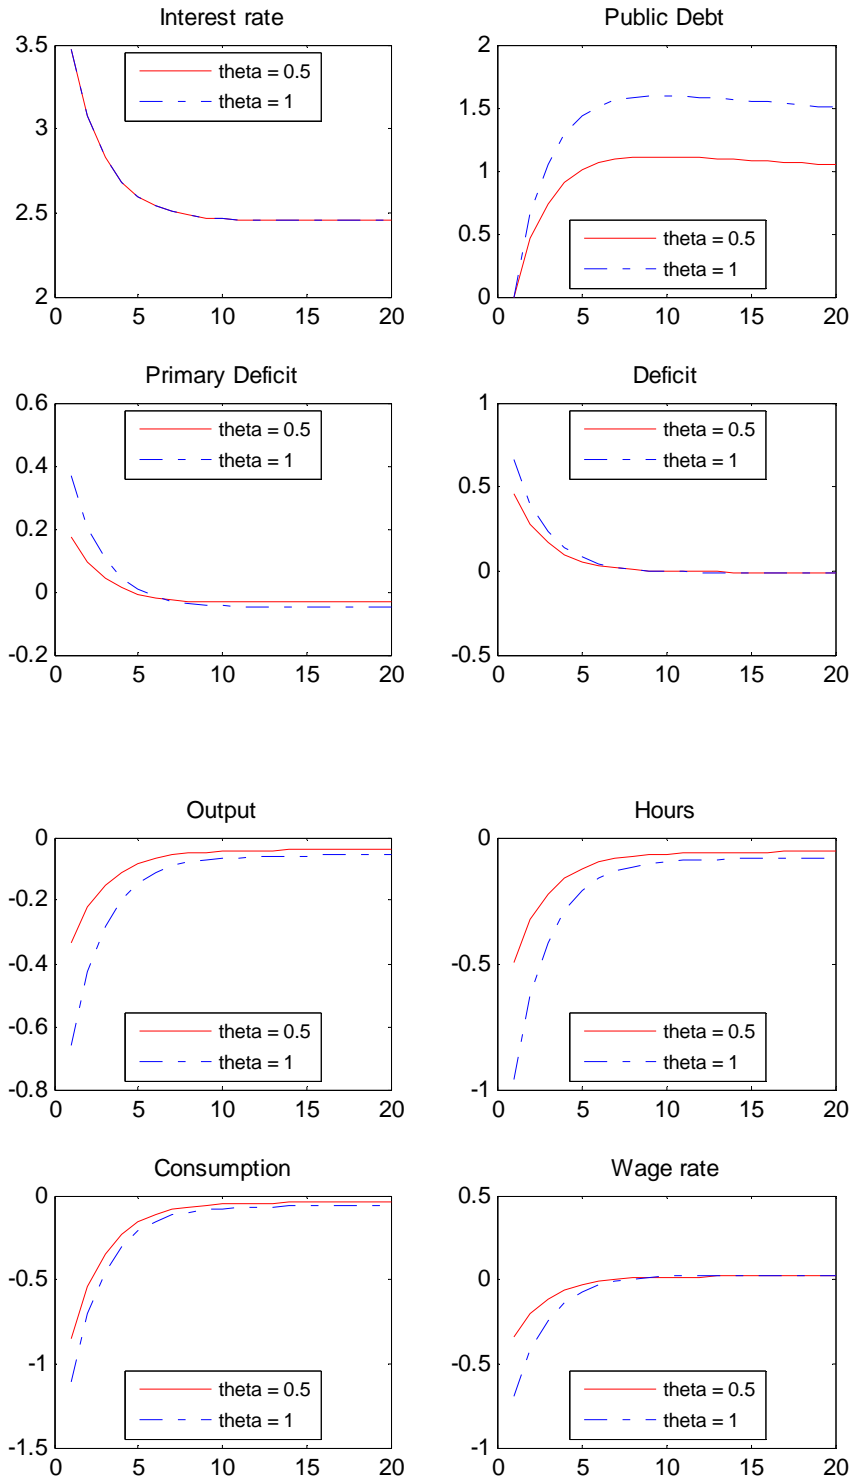 Interest rate
3.5
3
2.5
2
theta = 0.5
theta = 1
0 5 10 15 20
Public Debt
2
1.5
1
0.5
0
theta = 0.5
theta = 1
0 5 10 15 20
Primary Deficit
0.6
0.4
0.2
0
-0.2
theta = 0.5
theta = 1
0 5 10 15 20
Deficit
1
0.5
0
-0.5
theta = 0.5
theta = 1
0 5 10 15 20
Output
0
-0.2
-0.4
-0.6
-0.8
theta = 0.5
theta = 1
0 5 10 15 20
Hours
0
-0.5
-1
theta = 0.5
theta = 1
0 5 10 15 20
Consumption
0
-0.5
-1
-1.5
theta = 0.5
theta = 1
0 5 10 15 20
Wage rate
0.5
0
-0.5
-1
theta = 0.5
theta = 1
0 5 10 15 20